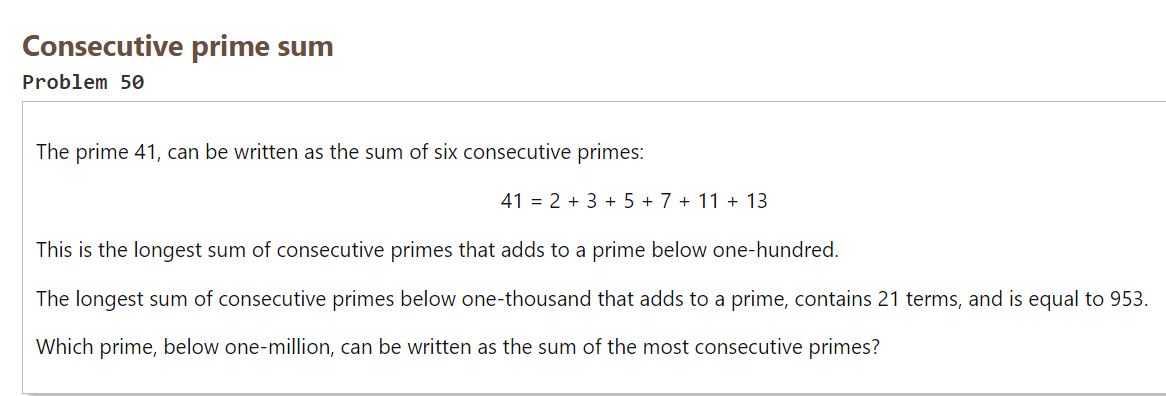 Consecutive prime sum
Problem 50
The prime 41, can be written as the sum of six consecutive primes:
41 = 2 + 3 + 5 + 7 + 11 + 13
This is the longest sum of consecutive primes that adds to a prime below one-hundred.
The longest sum of consecutive primes below one-thousand that adds to a prime, contains 21 terms, and is equal to 953.
Which prime, below one-million, can be written as the sum of the most consecutive primes?